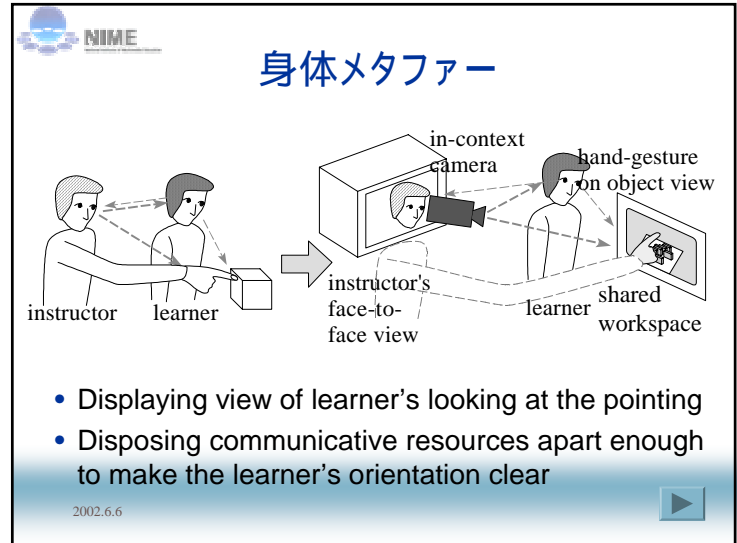 NIME
身体メタファー
in-context
camera
hand-gesture
on object view
instructor
learner
instructor's
face-to-
face view
learner
shared
workspace
• Displaying view of learner's looking at the pointing
• Disposing communicative resources apart enough
to make the learner's orientation clear
2002.6.6